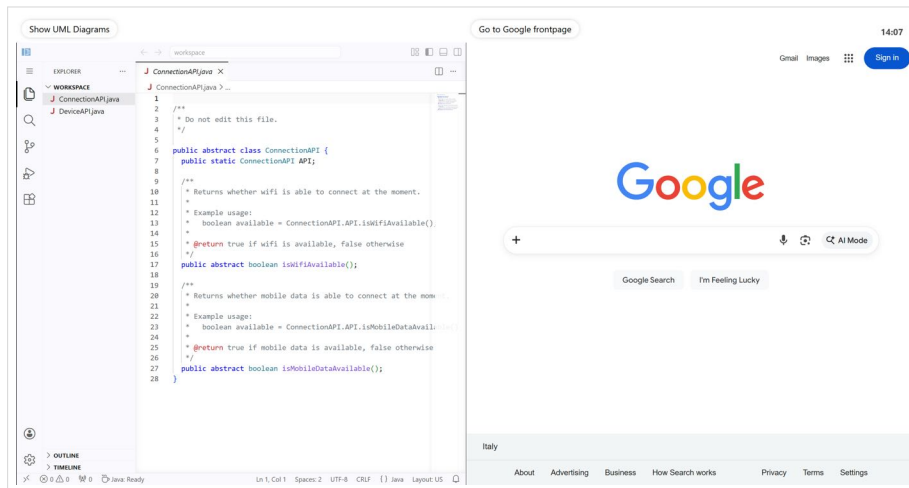 Show UML Diagrams
workspace
EXPLORER
WORKSPACE
ConnectionAPI.java
DeviceAPI.java
OUTLINE
TIMELINE
ConnectionAPI.java
ConnectionAPI.java > ...
1
2 /**
3 * Do not edit this file.
4 */
5
6 public abstract class ConnectionAPI {
7 public static ConnectionAPI API;
8
9 /**
10 * Returns whether wifi is able to connect at the moment.
11 *
12 * Example usage:
13 * boolean available = ConnectionAPI.API.isWifiAvailable()
14 *
15 * @return true if wifi is available, false otherwise
16 */
17 public abstract boolean isWifiAvailable();
18
19 /**
20 * Returns whether mobile data is able to connect at the mom
21 *
22 * Example usage:
23 * boolean available = ConnectionAPI.API.isMobileDataAvaila
24 *
25 * @return true if mobile data is available, false otherwise
26 */
27 public abstract boolean isMobileDataAvailable();
28 }
0 0 0 Java: Ready Ln 1, Col 1 Spaces: 2 UTF-8 CRLF {} Java Layout: US
Go to Google frontpage
14:07
Gmail Images Sign in
Google
AI Mode
Google Search I'm Feeling Lucky
Italy
About Advertising Business How Search works Privacy Terms Settings